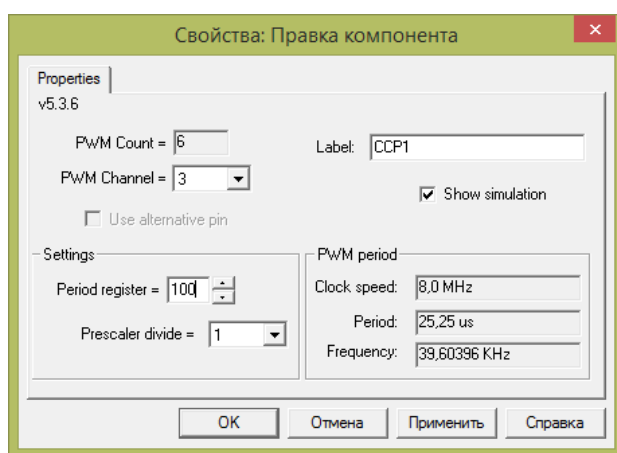 Свойства: Правка компонента
Properties
v5.3.6
PWM Count = 6
Label: CCP1
PWM Channel = 3
Show simulation
Use alternative pin
Settings
PWM period
Period register = 100
Clock speed: 8,0 MHz
Prescaler divide = 1
Period: 25,25 us
Frequency: 39,60396 KHz
OK Отмена Применить Справка